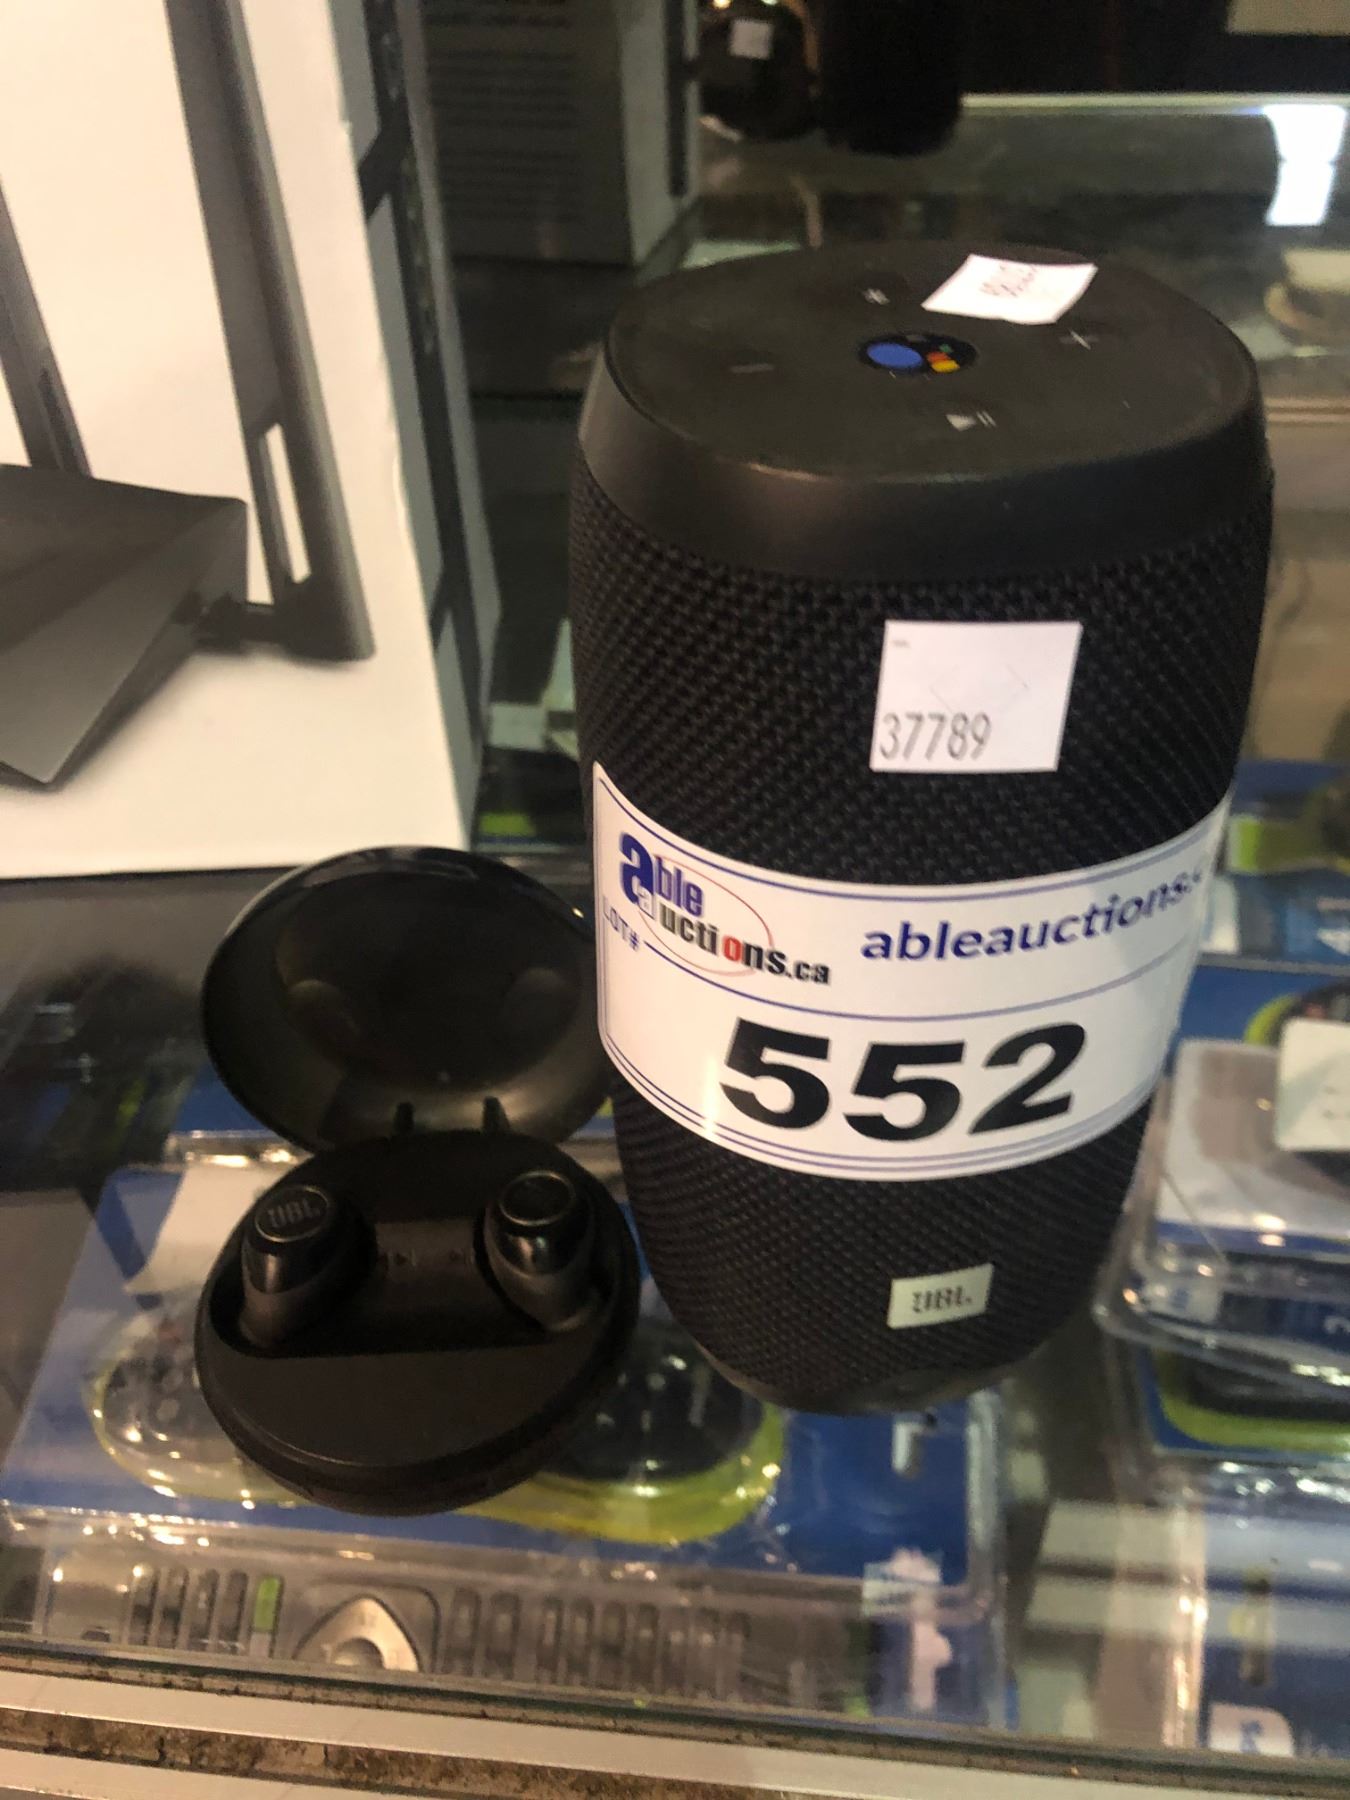 37789
able auctions.ca
ableauctions.c
LOT#
552
JBL
JBL